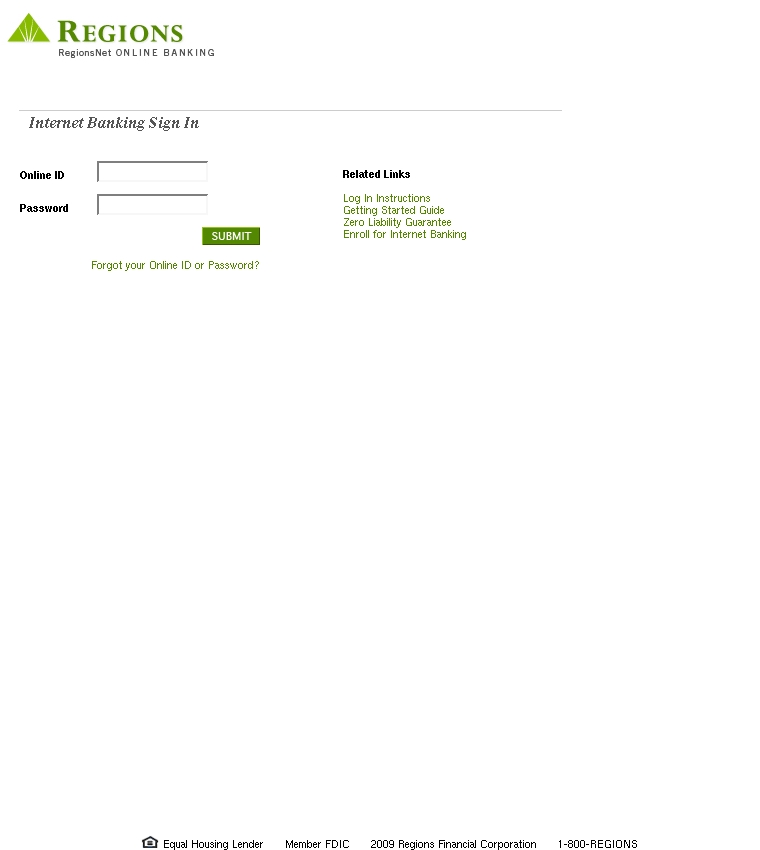 REGIONS
RegionsNet ONLINE BANKING
Internet Banking Sign In
Online ID
Password
SUBMIT
Forgot your Online ID or Password?
Related Links
Log In Instructions
Getting Started Guide
Zero Liability Guarantee
Enroll for Internet Banking
Equal Housing Lender Member FDIC 2009 Regions Financial Corporation 1-800-REGIONS